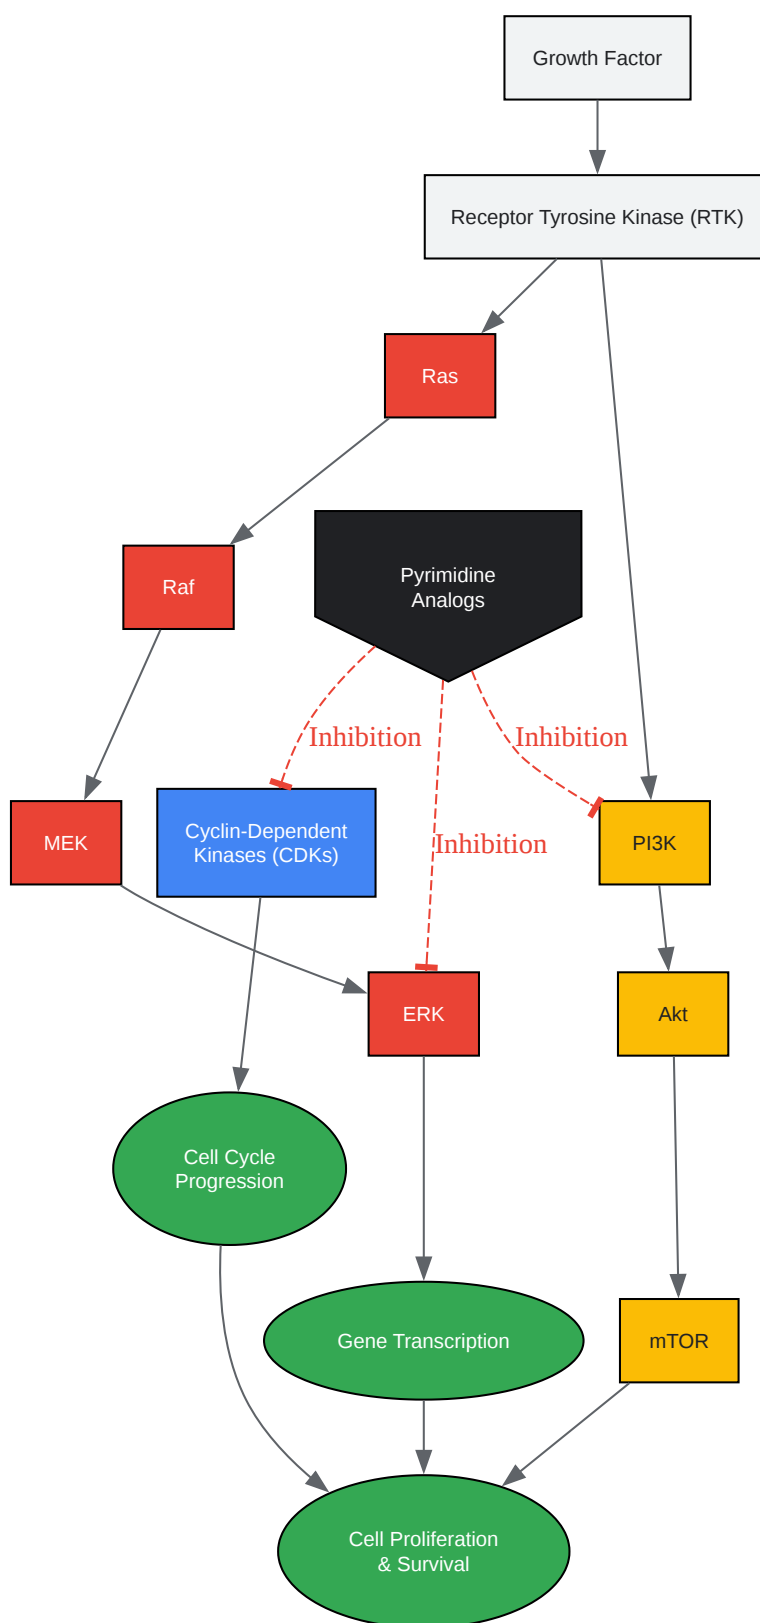 Growth Factor
Receptor Tyrosine Kinase (RTK)
Ras
Pyrimidine
Analogs
Raf
Inhibition
Inhibition
Inhibition
MEK
Cyclin-Dependent
Kinases (CDKs)
PI3K
ERK
Akt
Cell Cycle
Progression
Gene Transcription
mTOR
Cell Proliferation
& Survival